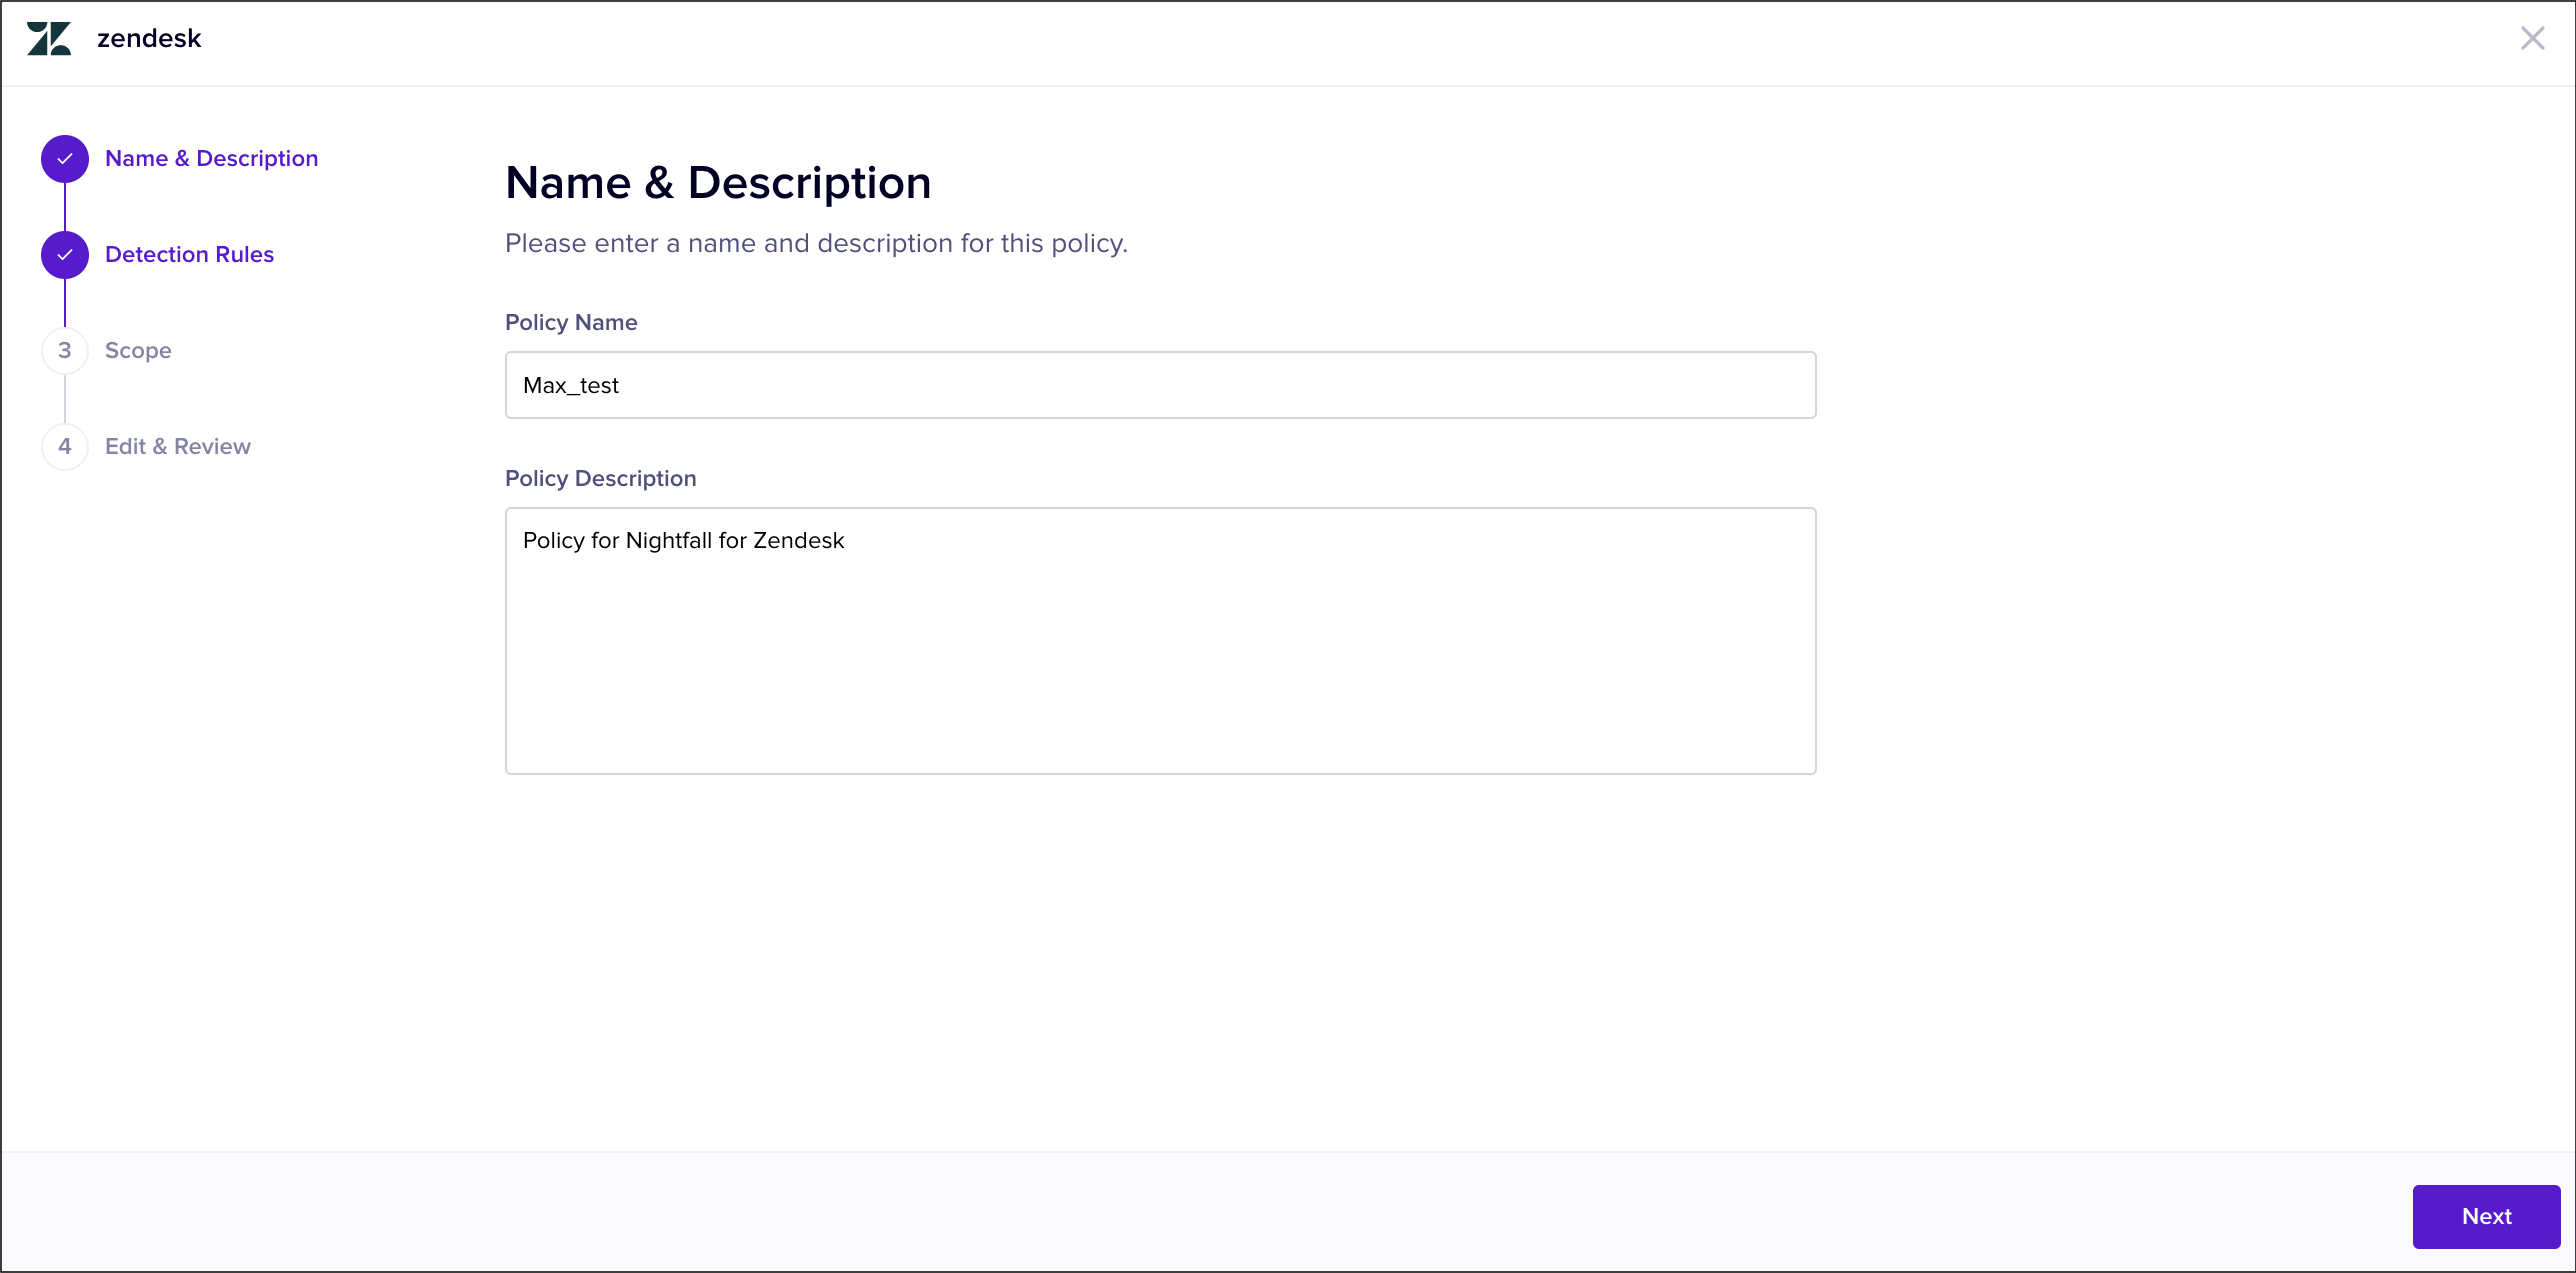 zendesk
Name & Description
Detection Rules
3 Scope
4 Edit & Review
Name & Description
Please enter a name and description for this policy.
Policy Name
Max_test
Policy Description
Policy for Nightfall for Zendesk
Next